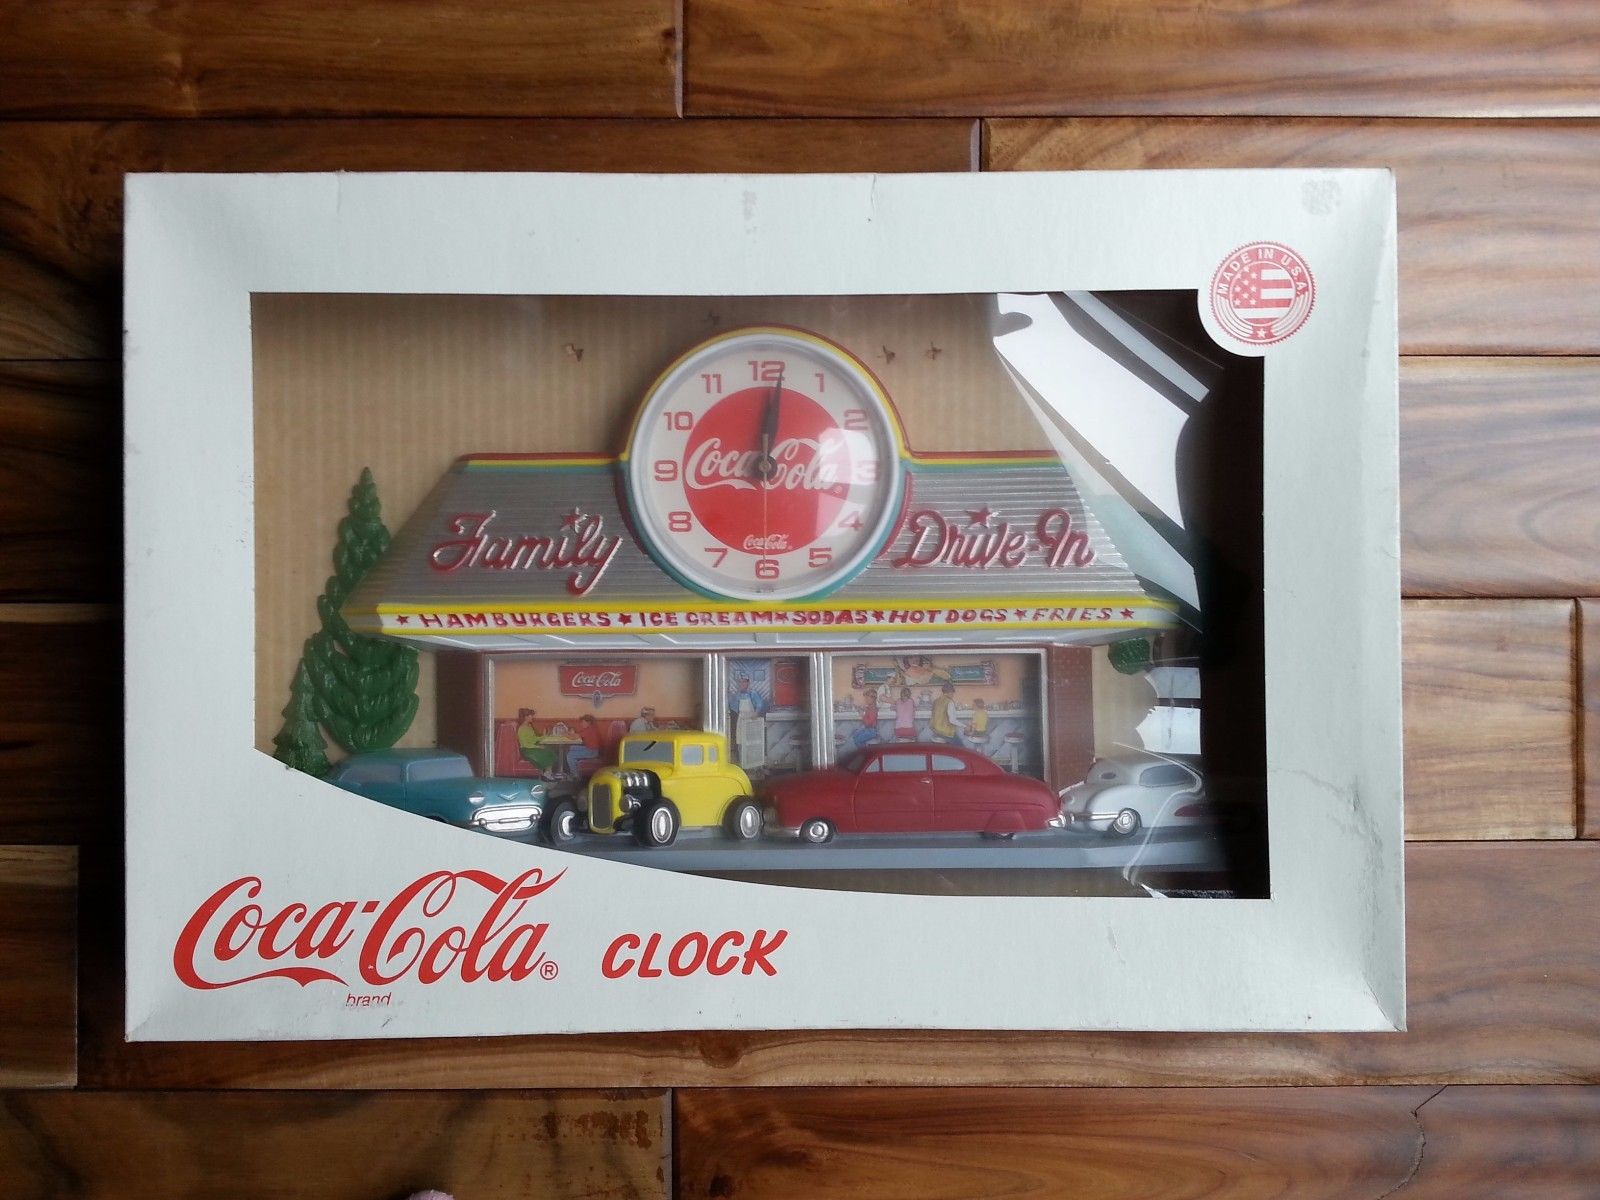 MADE IN U.S.A.
12
1
2
3
4
5
6
7
8
9
10
11
Coca-Cola®
Coca-Cola®
Family Drive-In
★ HAMBURGERS ★ ICE CREAM ★ SODAS ★ HOT DOGS ★ FRIES ★
Coca-Cola
Coca-Cola® CLOCK
brand